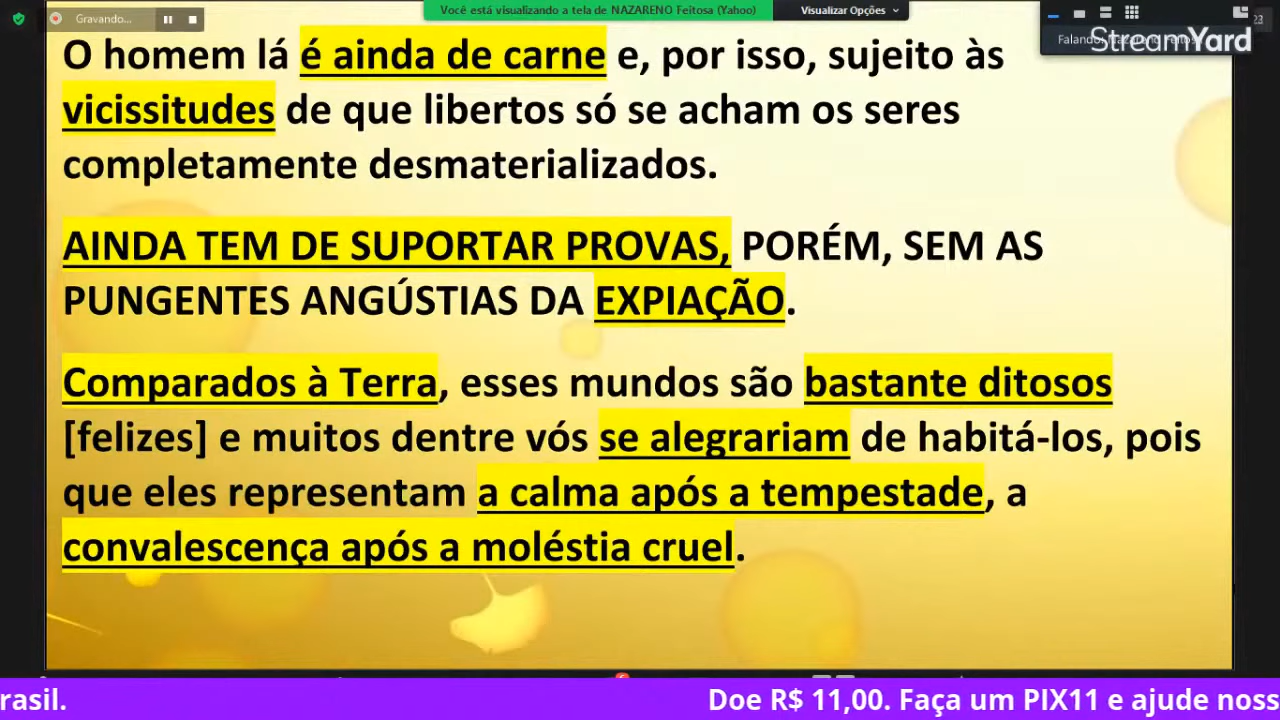 Gravando...
Você está visualizando a tela de NAZARENO Feitosa (Yahoo)
Visualizar Opções
StreamYard
O homem lá é ainda de carne e, por isso, sujeito às
vicissitudes de que libertos só se acham os seres
completamente desmaterializados.
AINDA TEM DE SUPORTAR PROVAS, PORÉM, SEM AS
PUNGENTES ANGÚSTIAS DA EXPIAÇÃO.
Comparados à Terra, esses mundos são bastante ditosos
[felizes] e muitos dentre vós se alegrariam de habitá-los, pois
que eles representam a calma após a tempestade, a
convalescença após a moléstia cruel.
rasil. Doe R$ 11,00. Faça um PIX11 e ajude noss